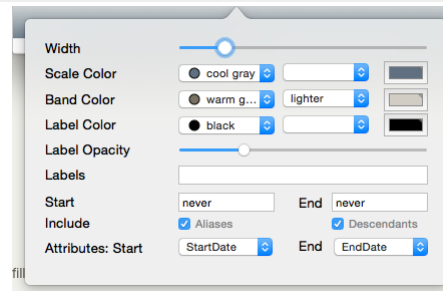 Width
Scale Color cool gray
Band Color warm g... lighter
Label Color black
Label Opacity
Labels
Start never End never
Include Aliases Descendants
Attributes: Start StartDate End EndDate
fill